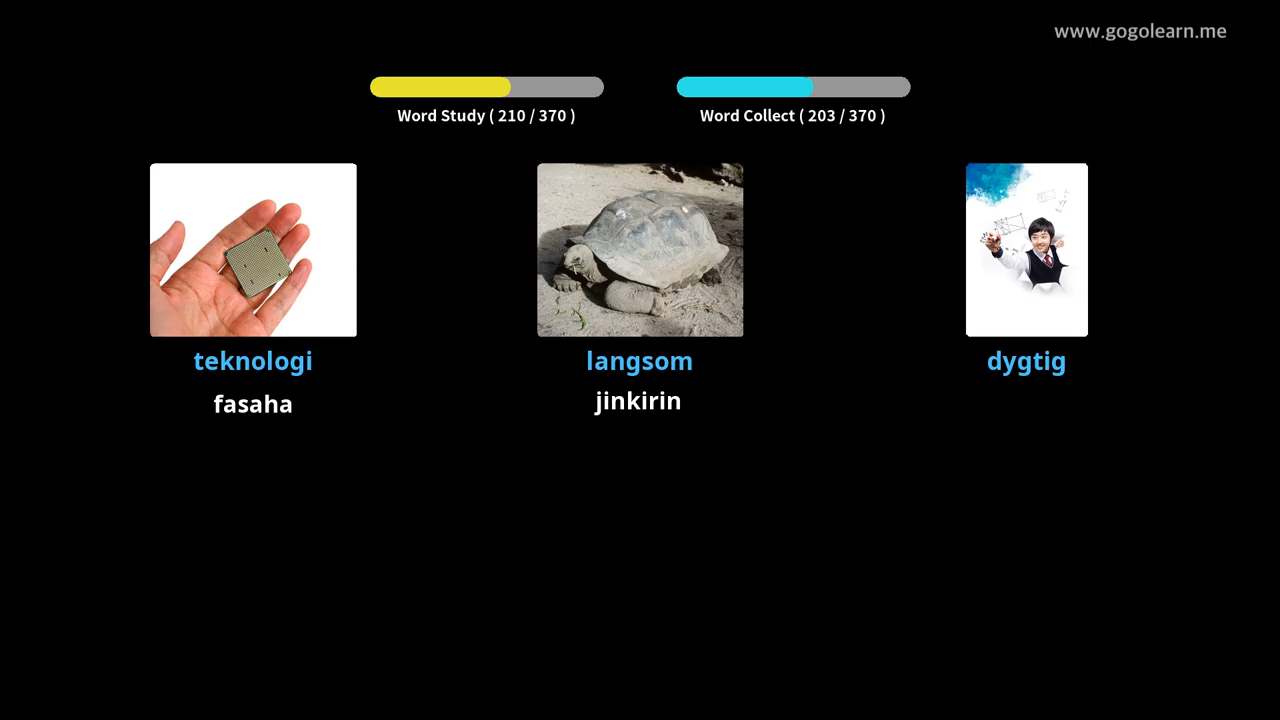 www.gogolearn.me
Word Study ( 210 / 370 )
Word Collect ( 203 / 370 )
teknologi
fasaha
langsom
jinkirin
dygtig